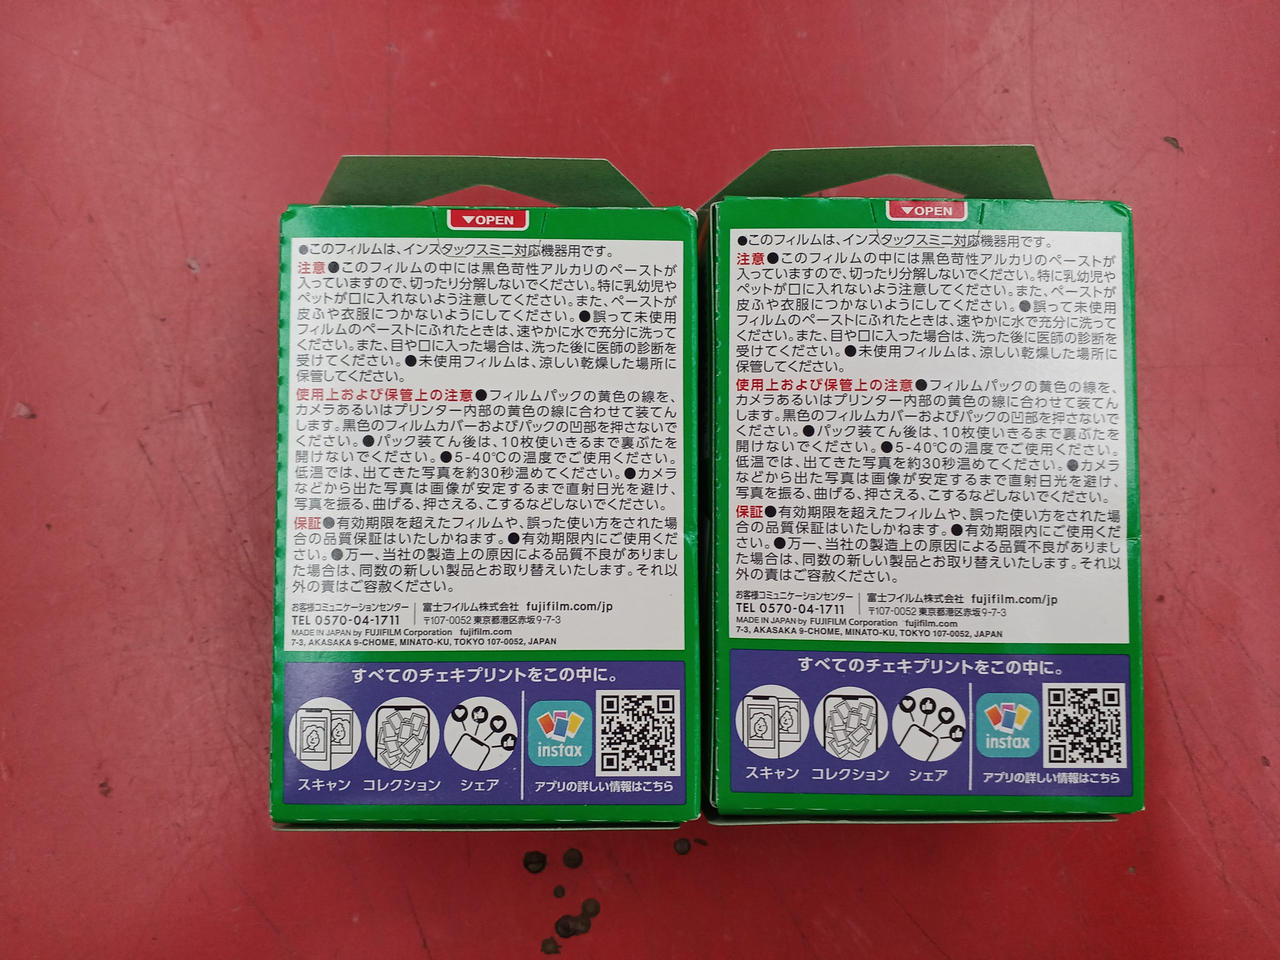 ▼OPEN
●このフィルムは、インスタックスミニ対応機器用です。
注意●このフィルムの中には黒色苛性アルカリのペーストが
入っていますので、切ったり分解しないでください。特に乳幼児や
ペットが口に入れないよう注意してください。また、ペーストが
皮ふや衣服につかないようにしてください。●誤って未使用
フィルムのペーストにふれたときは、速やかに水で充分に洗って
ください。また、目や口に入った場合は、洗った後に医師の診断を
受けてください。●未使用フィルムは、涼しい乾燥した場所に
保管してください。
使用上および保管上の注意●フィルムパックの黄色の線を、
カメラあるいはプリンター内部の黄色の線に合わせて装てん
します。黒色のフィルムカバーおよびパックの凹部を押さないで
ください。●パック装てん後は、10枚使いきるまで裏ぶたを
開けないでください。●5-40℃の温度でご使用ください。
低温では、出てきた写真を約30秒温めてください。●カメラ
などから出た写真は画像が安定するまで直射日光を避け、
写真を振る、曲げる、押さえる、こするなどしないでください。
保証●有効期限を超えたフィルムや、誤った使い方をされた場
合の品質保証はいたしかねます。●有効期限内にご使用くだ
さい。●万一、当社の製造上の原因による品質不良がありまし
た場合は、同数の新しい製品とお取り替えいたします。それ以
外の責はご容赦ください。
お客様コミュニケーションセンター
TEL 0570-04-1711
富士フイルム株式会社 fujifilm.com/jp
〒107-0052 東京都港区赤坂9-7-3
MADE IN JAPAN by FUJIFILM Corporation fujifilm.com
7-3, AKASAKA 9-CHOME, MINATO-KU, TOKYO 107-0052, JAPAN
すべてのチェキプリントをこの中に。
instax
スキャン コレクション シェア アプリの詳しい情報はこちら
▼OPEN
●このフィルムは、インスタックスミニ対応機器用です。
注意●このフィルムの中には黒色苛性アルカリのペーストが
入っていますので、切ったり分解しないでください。特に乳幼児や
ペットが口に入れないよう注意してください。また、ペーストが
皮ふや衣服につかないようにしてください。●誤って未使用
フィルムのペーストにふれたときは、速やかに水で充分に洗って
ください。また、目や口に入った場合は、洗った後に医師の診断を
受けてください。●未使用フィルムは、涼しい乾燥した場所に
保管してください。
使用上および保管上の注意●フィルムパックの黄色の線を、
カメラあるいはプリンター内部の黄色の線に合わせて装てん
します。黒色のフィルムカバーおよびパックの凹部を押さないで
ください。●パック装てん後は、10枚使いきるまで裏ぶたを
開けないでください。●5-40℃の温度でご使用ください。
低温では、出てきた写真を約30秒温めてください。●カメラ
などから出た写真は画像が安定するまで直射日光を避け、
写真を振る、曲げる、押さえる、こするなどしないでください。
保証●有効期限を超えたフィルムや、誤った使い方をされた場
合の品質保証はいたしかねます。●有効期限内にご使用くだ
さい。●万一、当社の製造上の原因による品質不良がありまし
た場合は、同数の新しい製品とお取り替えいたします。それ以
外の責はご容赦ください。
お客様コミュニケーションセンター
TEL 0570-04-1711
富士フイルム株式会社 fujifilm.com/jp
〒107-0052 東京都港区赤坂9-7-3
MADE IN JAPAN by FUJIFILM Corporation fujifilm.com
7-3, AKASAKA 9-CHOME, MINATO-KU, TOKYO 107-0052, JAPAN
すべてのチェキプリントをこの中に。
instax
スキャン コレクション シェア アプリの詳しい情報はこちら